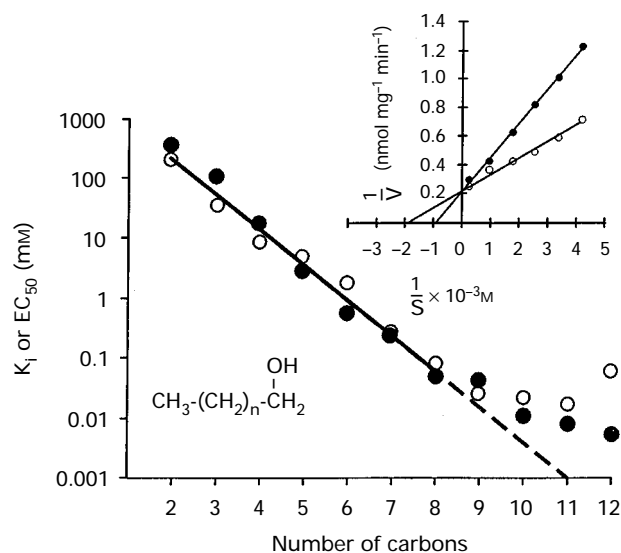 1.4
1.2
1.0
0.8
0.6
0.4
0.2
1/V (nmol mg⁻¹ min⁻¹)
−3 −2 −1 0 1 2 3 4 5
1/S × 10⁻³M
1000
100
10
1
0.1
0.01
0.001
Kᵢ or EC₅₀ (mM)
OH
CH₃-(CH₂)ₙ-CH₂
2 3 4 5 6 7 8 9 10 11 12
Number of carbons